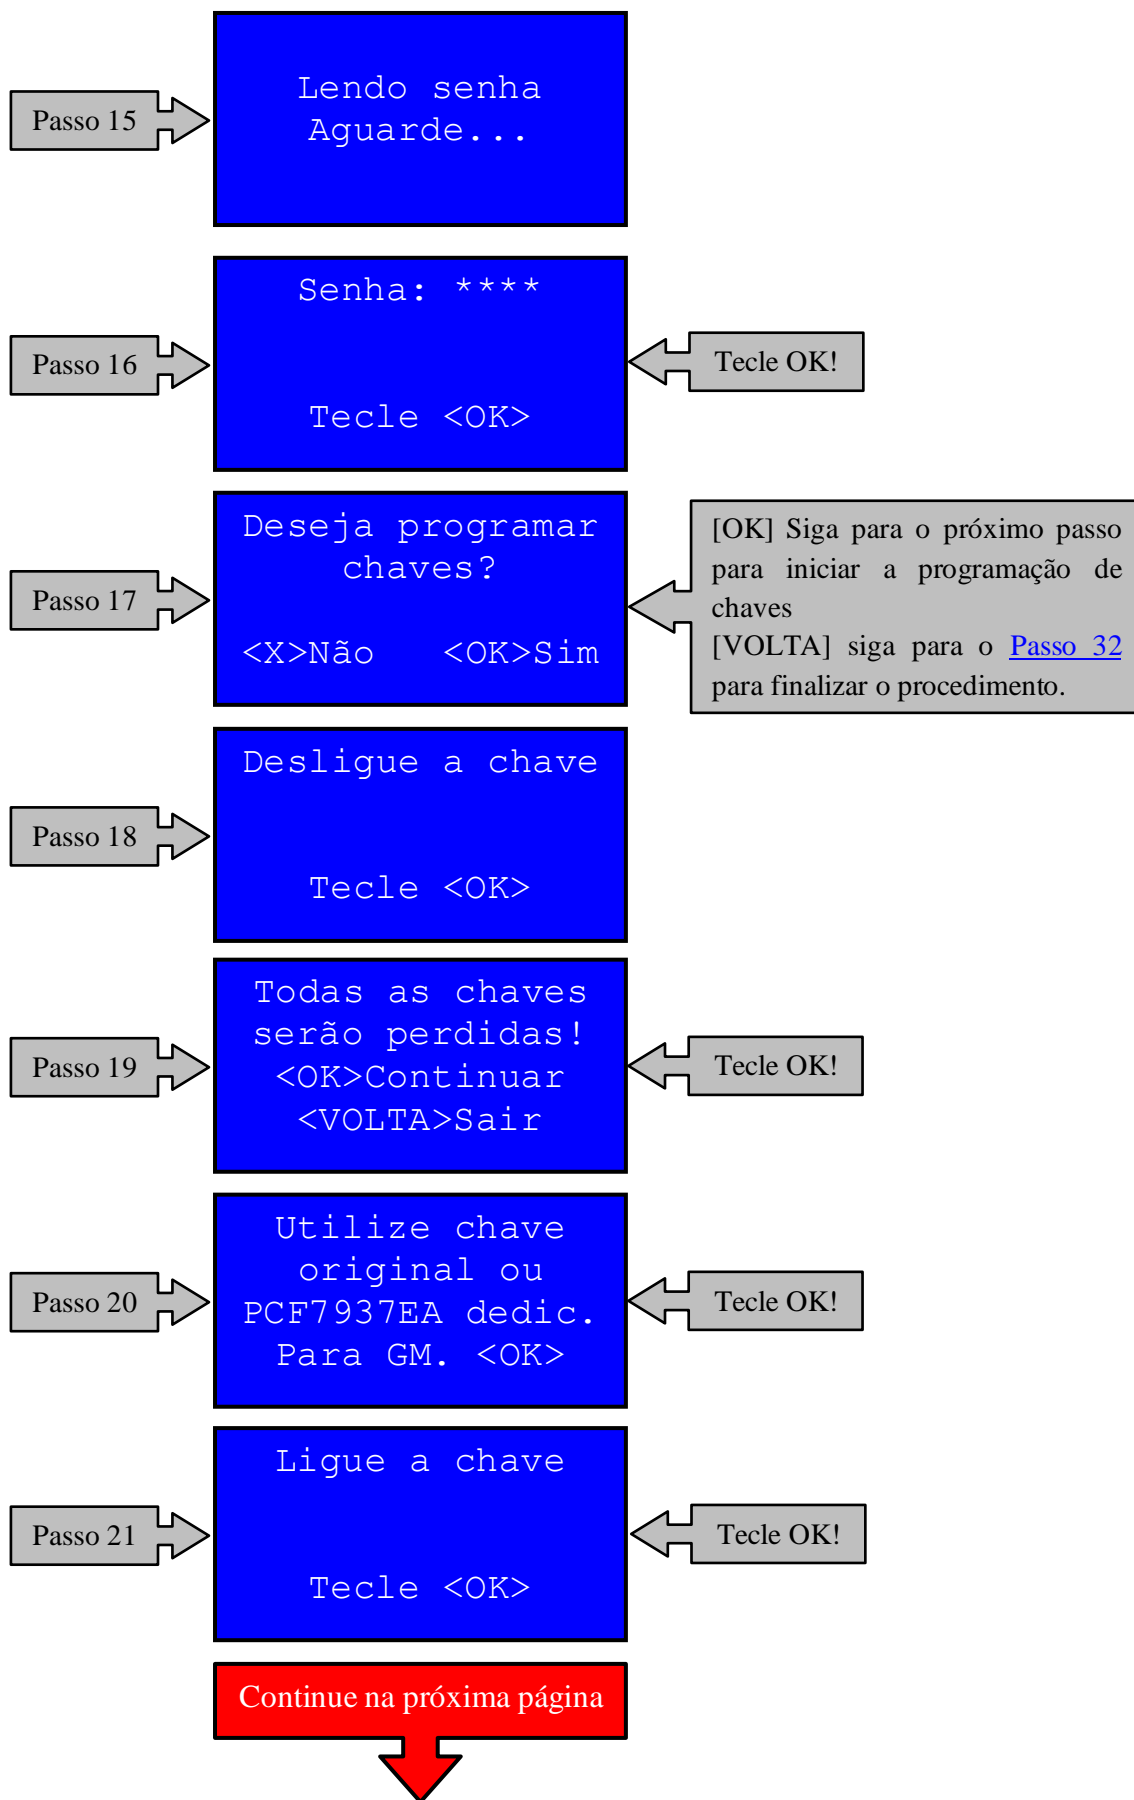 Passo 15
Lendo senha
Aguarde...
Passo 16
Senha: ****
Tecle <OK>
Tecle OK!
Passo 17
Deseja programar
chaves?
<X>Não <OK>Sim
[OK] Siga para o próximo passo
para iniciar a programação de
chaves
[VOLTA] siga para o Passo 32
para finalizar o procedimento.
Passo 18
Desligue a chave
Tecle <OK>
Passo 19
Todas as chaves
serão perdidas!
<OK>Continuar
<VOLTA>Sair
Tecle OK!
Passo 20
Utilize chave
original ou
PCF7937EA dedic.
Para GM. <OK>
Tecle OK!
Passo 21
Ligue a chave
Tecle <OK>
Tecle OK!
Continue na próxima página